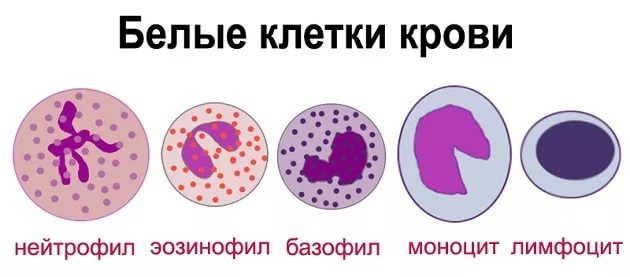 Белые клетки крови
нейтрофил эозинофил базофил моноцит лимфоцит